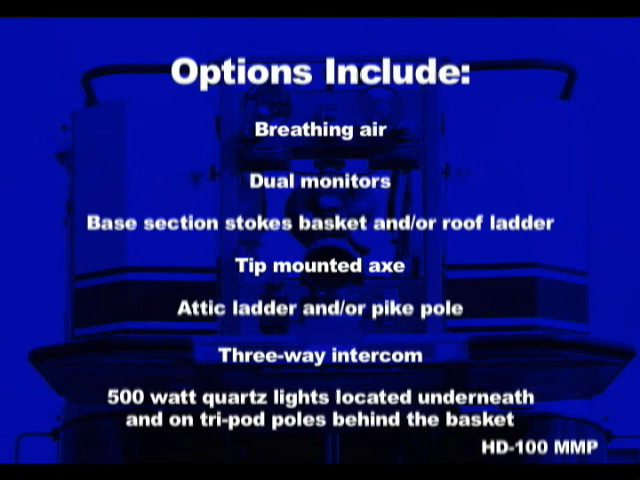 Options Include:
Breathing air
Dual monitors
Base section stokes basket and/or roof ladder
Tip mounted axe
Attic ladder and/or pike pole
Three-way intercom
500 watt quartz lights located underneath
and on tri-pod poles behind the basket
HD-100 MMP